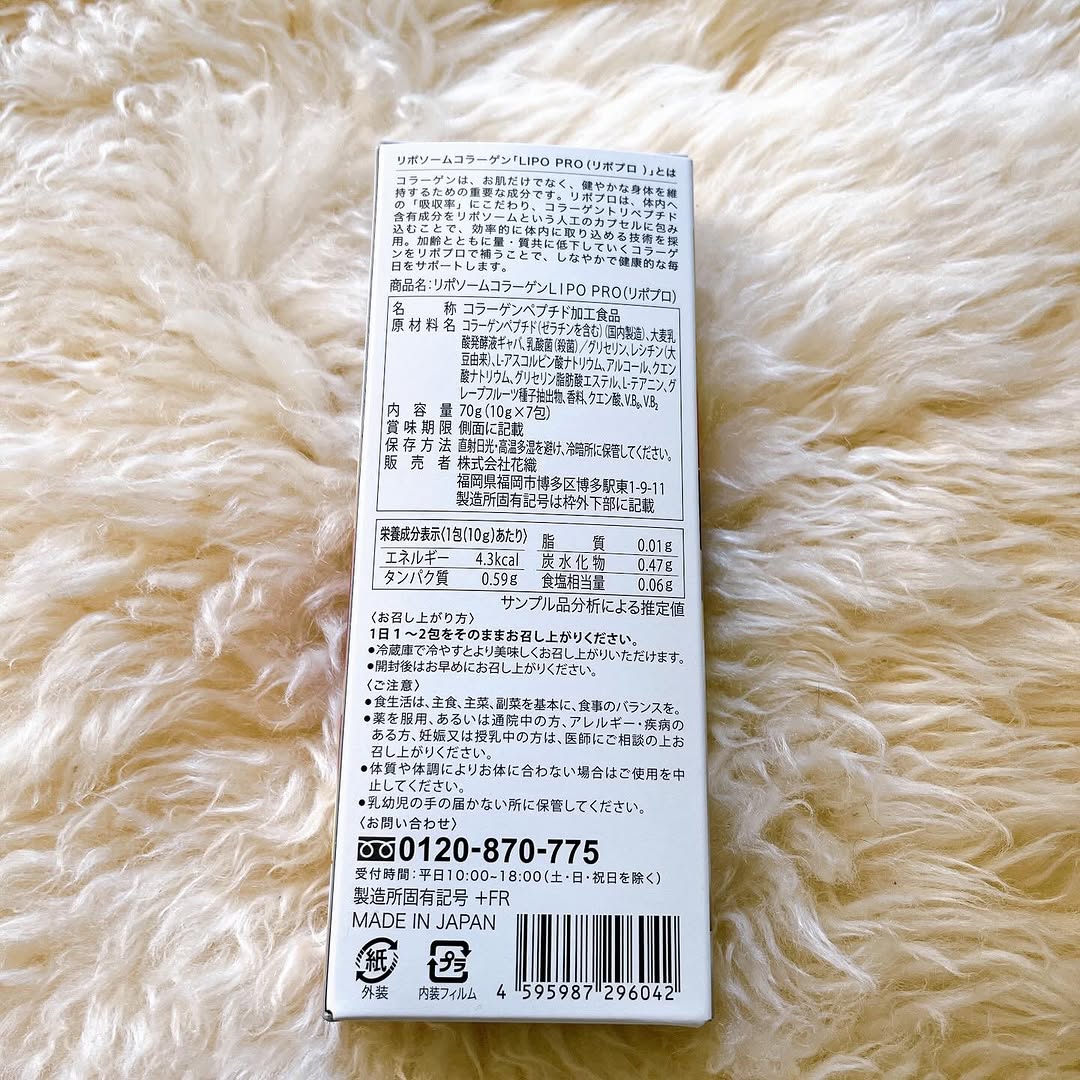 リポソームコラーゲン「LIPO PRO(リポプロ)」とは
コラーゲンは、お肌だけでなく、健やかな身体を維
持するための重要な成分です。リポプロは、体内へ
の「吸収率」にこだわり、コラーゲントリペプチド
含有成分をリポソームという人工のカプセルに包み
込むことで、効率的に体内に取り込める技術を採
用。加齢とともに量・質共に低下していくコラーゲ
ンをリポプロで補うことで、しなやかで健康的な毎
日をサポートします。
商品名:リポソームコラーゲンLIPO PRO(リポプロ)
名称 コラーゲンペプチド加工食品
原材料名 コラーゲンペプチド(ゼラチンを含む)(国内製造)、大麦乳
酸発酵液ギャバ、乳酸菌(殺菌)/グリセリン、レシチン(大
豆由来)、L-アスコルビン酸ナトリウム、アルコール、クエン
酸ナトリウム、グリセリン脂肪酸エステル、L-テアニン、グ
レープフルーツ種子抽出物、香料、クエン酸、V.B₆、V.B₂
内容量 70g(10g×7包)
賞味期限 側面に記載
保存方法 直射日光・高温多湿を避け、冷暗所に保管してください。
販売者 株式会社花織
福岡県福岡市博多区博多駅東1-9-11
製造所固有記号は枠外下部に記載
栄養成分表示〈1包(10g)あたり〉
エネルギー 4.3kcal
タンパク質 0.59g
脂質 0.01g
炭水化物 0.47g
食塩相当量 0.06g
サンプル品分析による推定値
〈お召し上がり方〉
1日1〜2包をそのままお召し上がりください。
●冷蔵庫で冷やすとより美味しくお召し上がりいただけます。
●開封後はお早めにお召し上がりください。
〈ご注意〉
●食生活は、主食、主菜、副菜を基本に、食事のバランスを。
●薬を服用、あるいは通院中の方、アレルギー・疾病の
ある方、妊娠又は授乳中の方は、医師にご相談の上お
召し上がりください。
●体質や体調によりお体に合わない場合はご使用を中
止してください。
●乳幼児の手の届かない所に保管してください。
〈お問い合わせ〉
0120-870-775
受付時間:平日10:00~18:00(土・日・祝日を除く)
製造所固有記号 +FR
MADE IN JAPAN
紙
外装
プラ
内装フィルム
4 595987 296042